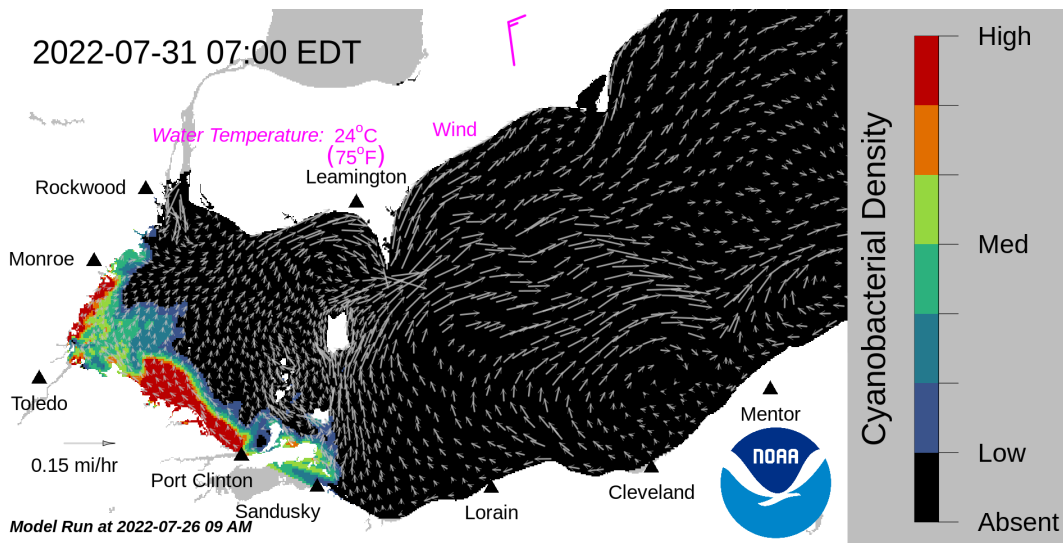 2022-07-31 07:00 EDT
High
Water Temperature: 24°C
(75°F)
Wind
Leamington
Rockwood
Monroe
Med
Cyanobacterial Density
Toledo
0.15 mi/hr
Port Clinton
Sandusky
Lorain
Cleveland
Mentor
NOAA
Low
Absent
Model Run at 2022-07-26 09 AM